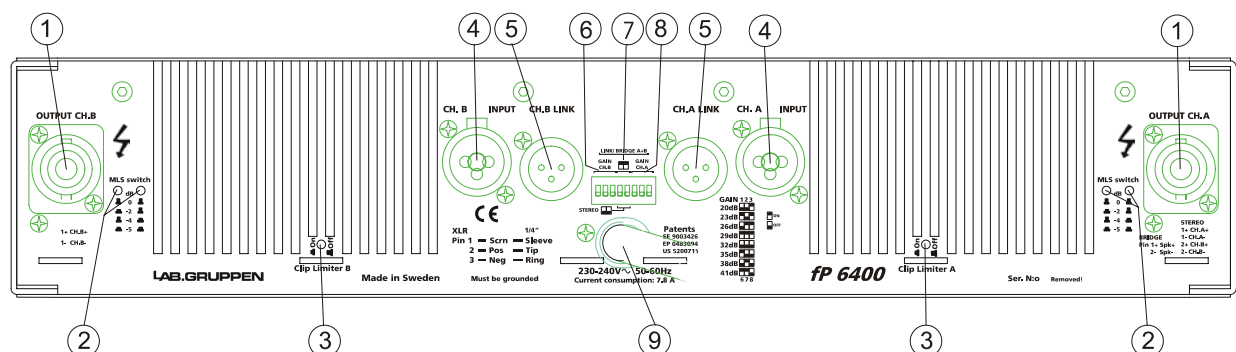 1
4
5
6
7
8
5
4
1
OUTPUT CH.B
CH. B INPUT
CH.B LINK
CH.A LINK
CH. A INPUT
OUTPUT CH.A
LINK/ BRIDGE A+B
GAIN CH.B
GAIN CH.A
STEREO
MLS switch
dB
0
-2
-4
-5
1+ CH.B+
1- CH.B-
On
Off
Clip Limiter B
LAB.GRUPPEN
Made in Sweden
CE
XLR 1/4"
Pin 1 Scrn Sleeve
2 Pos Tip
3 Neg Ring
Must be grounded
230-240V~ 50-60Hz
Current consumption: 7.8 A
Patents
SE 9003426
EP 0463094
US 5200711
GAIN 1 2 3
20dB
23dB
26dB
29dB
32dB
35dB
38dB
41dB
6 7 8
ON
OFF
fP 6400
On
Off
Clip Limiter A
Ser. N:o Removed!
MLS switch
dB
0
-2
-4
-5
BRIDGE
Pin 1+ Spk+
2- Spk-
STEREO
1+ CH.A+
1- CH.A-
2+ CH.B+
2- CH.B-
2
3
9
3
2